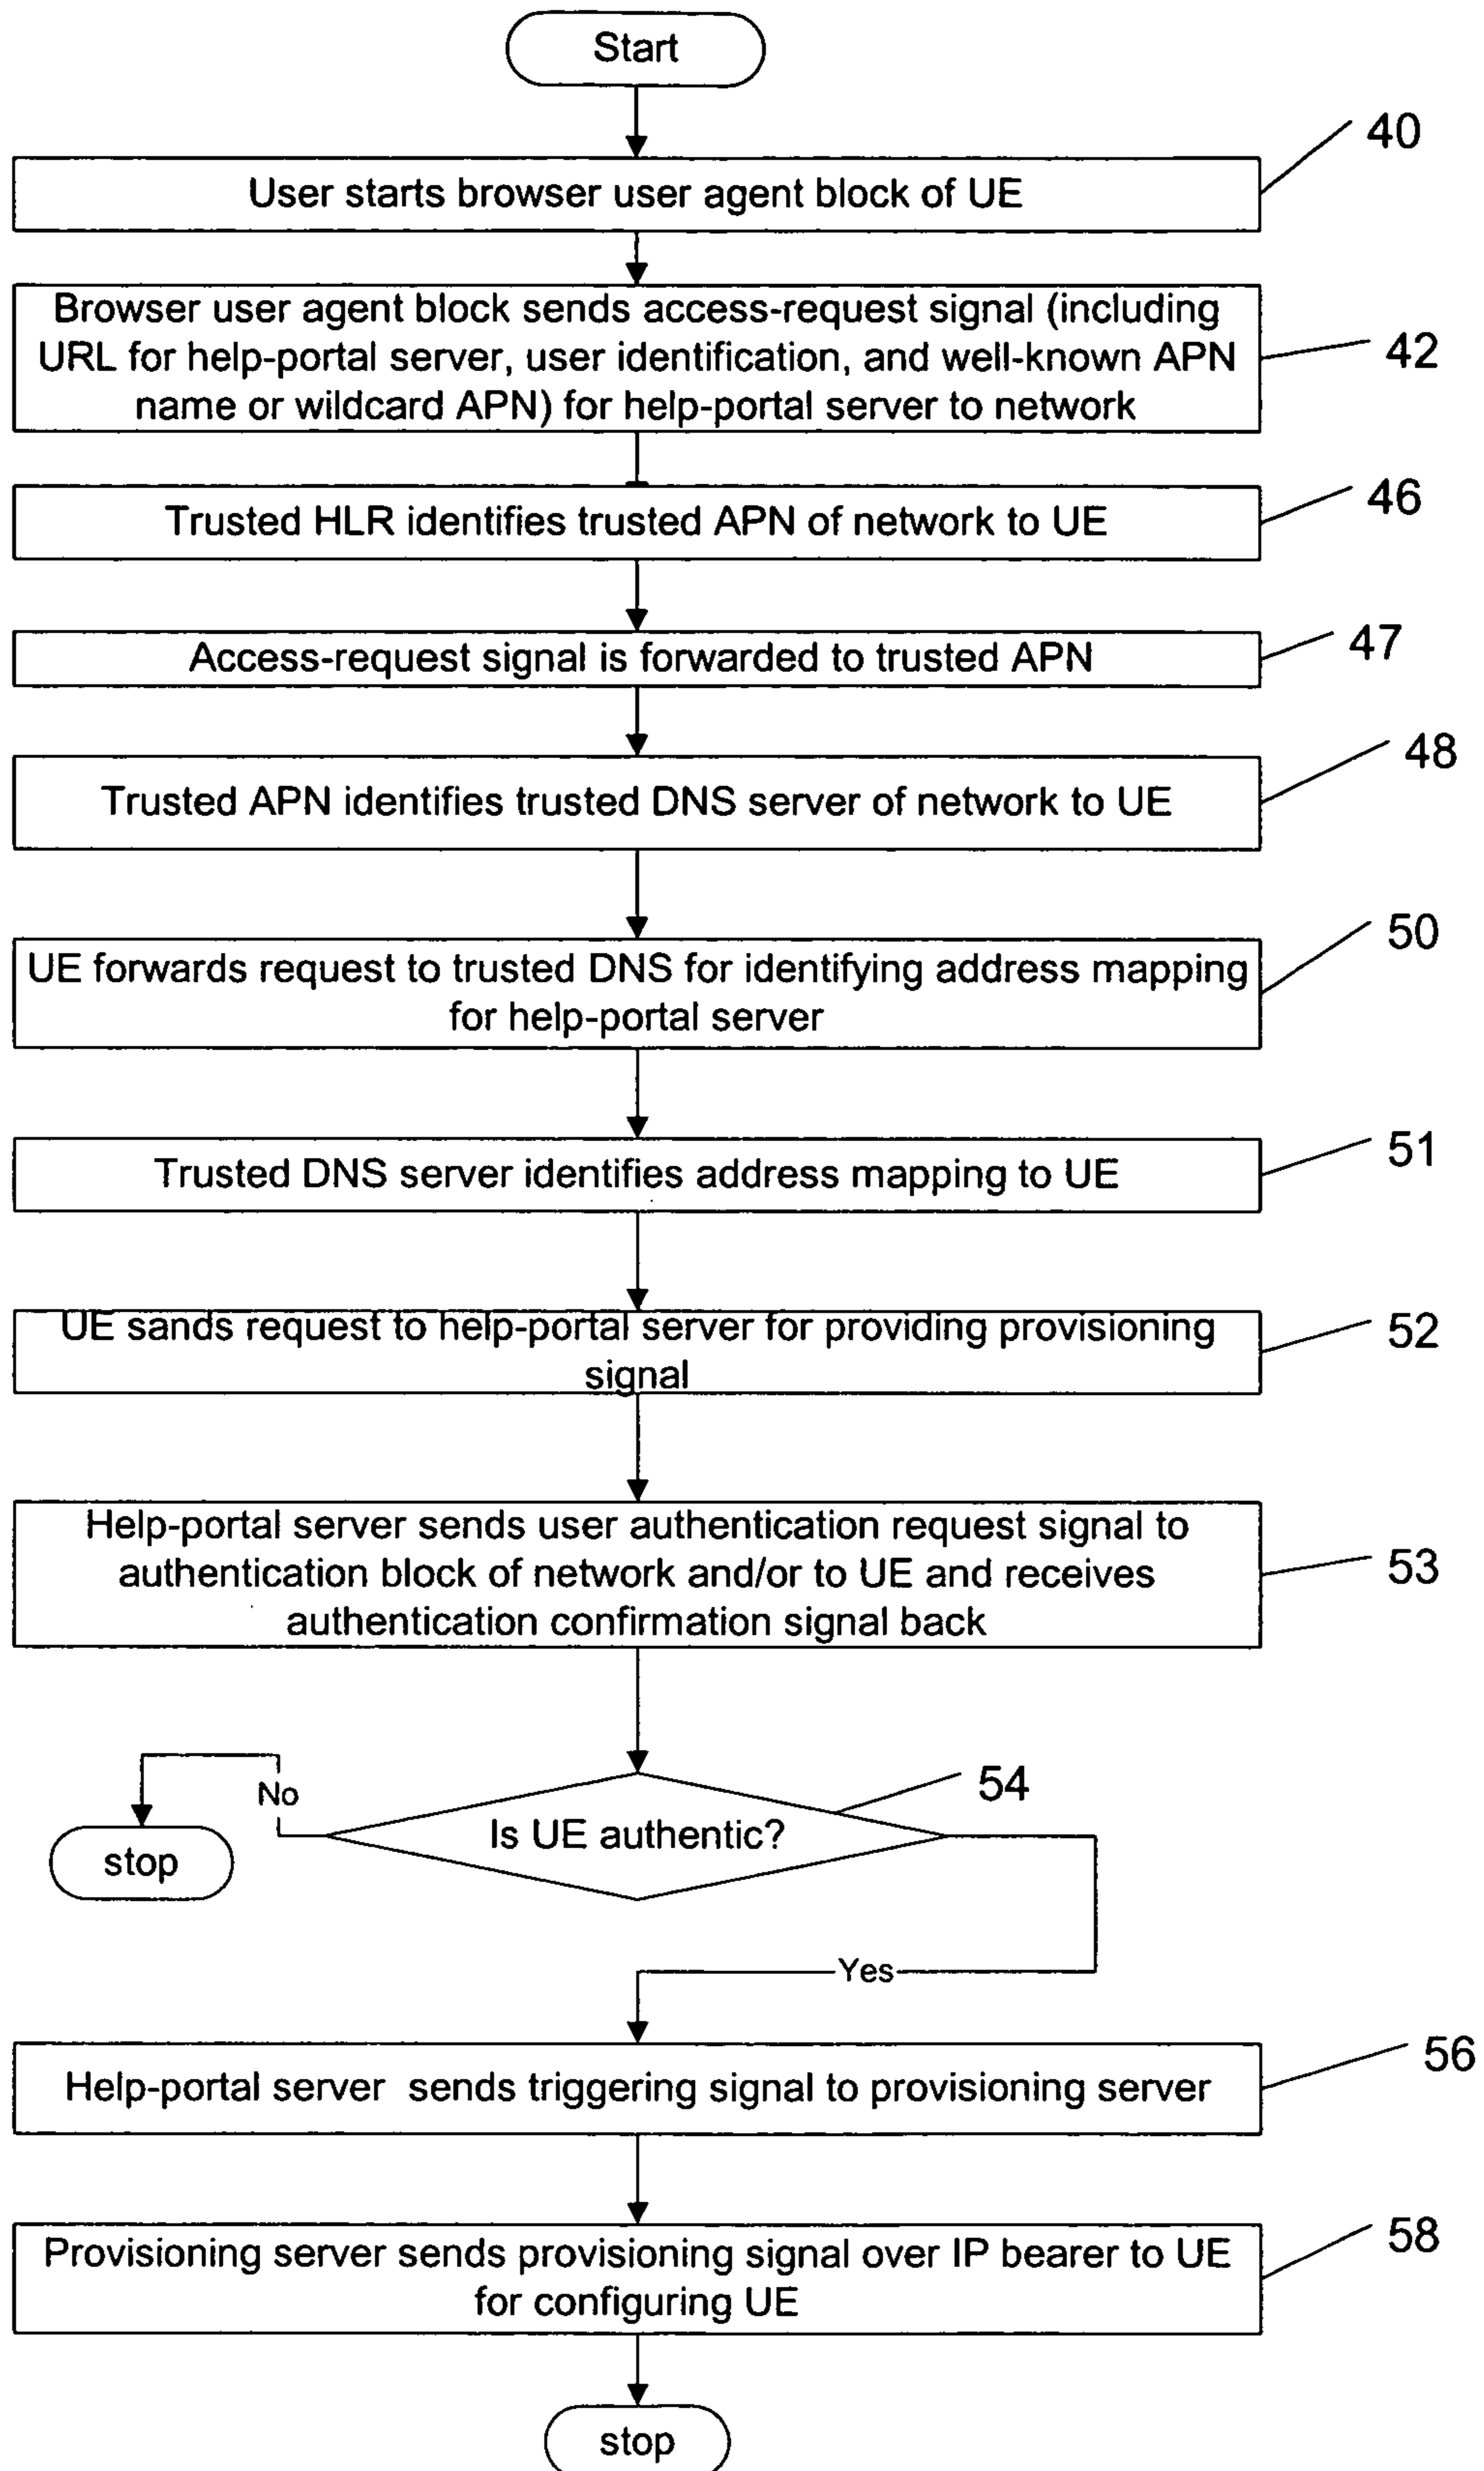 Start
40
User starts browser user agent block of UE
Browser user agent block sends access-request signal (including
URL for help-portal server, user identification, and well-known APN
name or wildcard APN) for help-portal server to network
42
Trusted HLR identifies trusted APN of network to UE
46
Access-request signal is forwarded to trusted APN
47
Trusted APN identifies trusted DNS server of network to UE
48
UE forwards request to trusted DNS for identifying address mapping
for help-portal server
50
Trusted DNS server identifies address mapping to UE
51
UE sands request to help-portal server for providing provisioning
signal
52
Help-portal server sends user authentication request signal to
authentication block of network and/or to UE and receives
authentication confirmation signal back
53
No
54
Is UE authentic?
stop
Yes
Help-portal server sends triggering signal to provisioning server
56
Provisioning server sends provisioning signal over IP bearer to UE
for configuring UE
58
stop